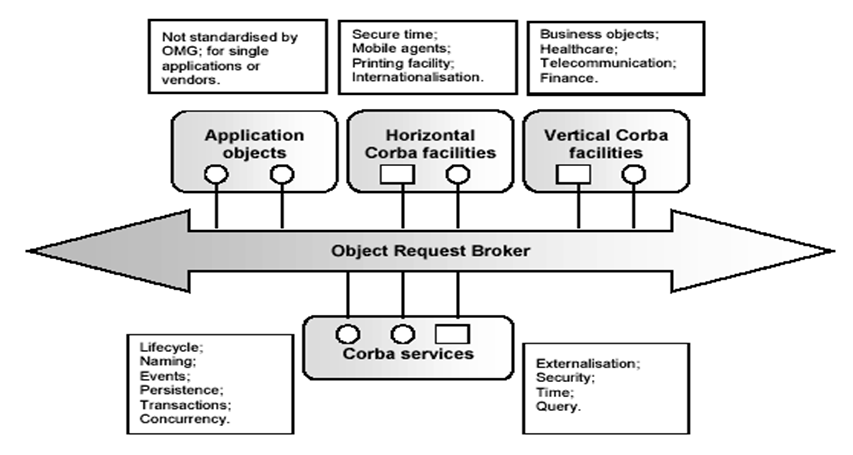 Not standardised by
OMG; for single
applications or
vendors.
Secure time;
Mobile agents;
Printing facility;
Internationalisation.
Business objects;
Healthcare;
Telecommunication;
Finance.
Application
objects
Horizontal
Corba facilities
Vertical Corba
facilities
Object Request Broker
Corba services
Lifecycle;
Naming;
Events;
Persistence;
Transactions;
Concurrency.
Externalisation;
Security;
Time;
Query.